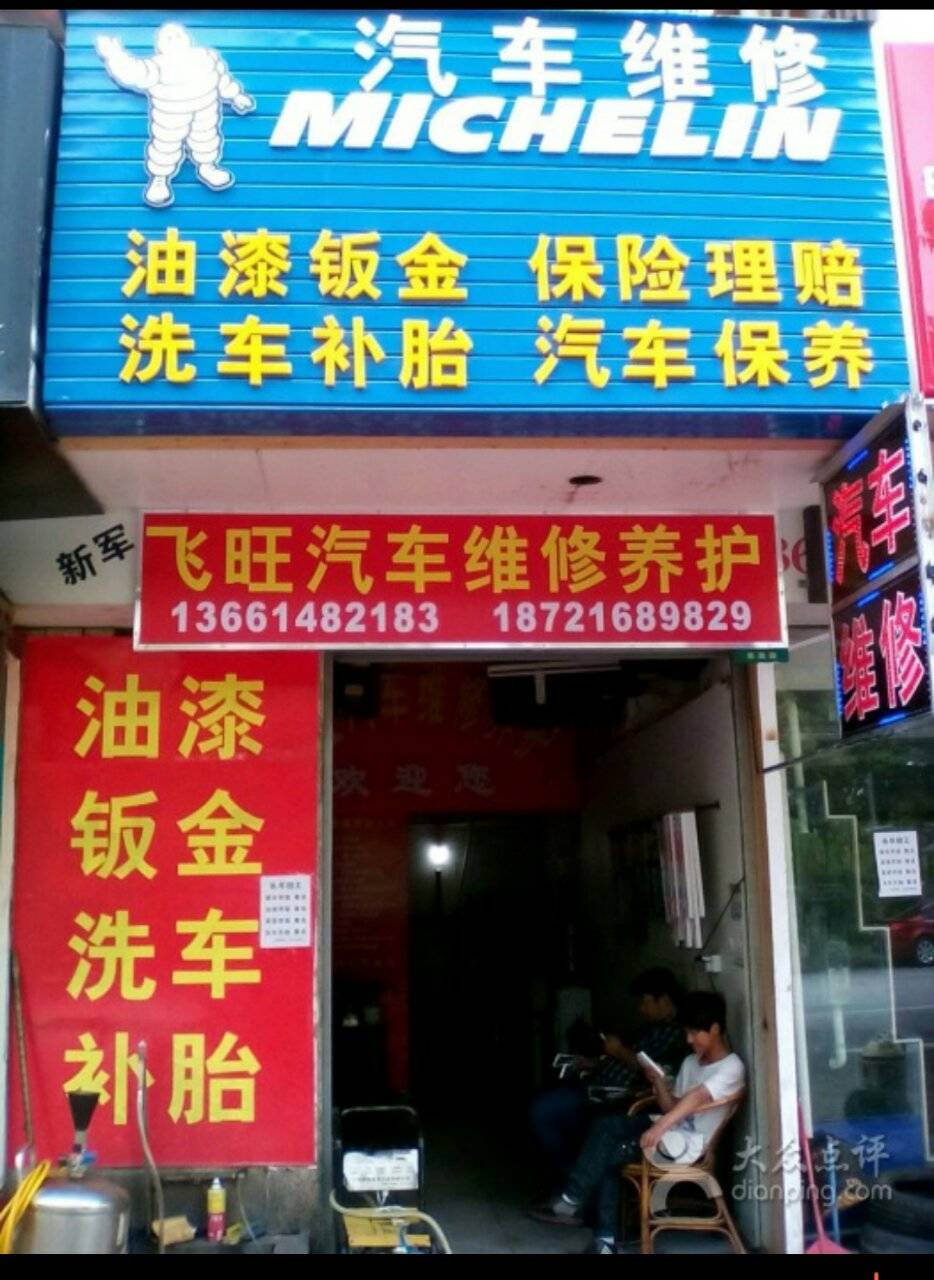 汽车维修
MICHELIN
油漆钣金 保险理赔
洗车补胎 汽车保养
新军
飞旺汽车维修养护
13661482183 18721689829
汽车
维修
油漆
钣金
洗车
补胎
欢迎您
大众点评
dianping.com